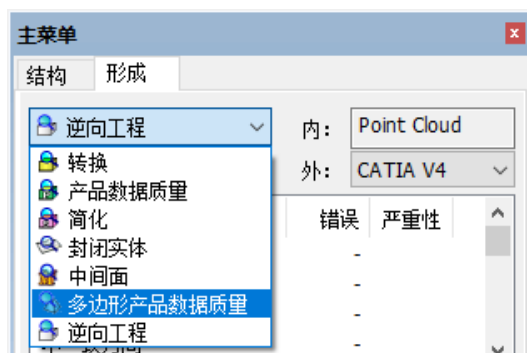 主菜单
结构 形成
逆向工程 内: Point Cloud
转换 外: CATIA V4
产品数据质量
简化 错误 严重性
封闭实体 -
中间面 -
多边形产品数据质量 -
逆向工程 -